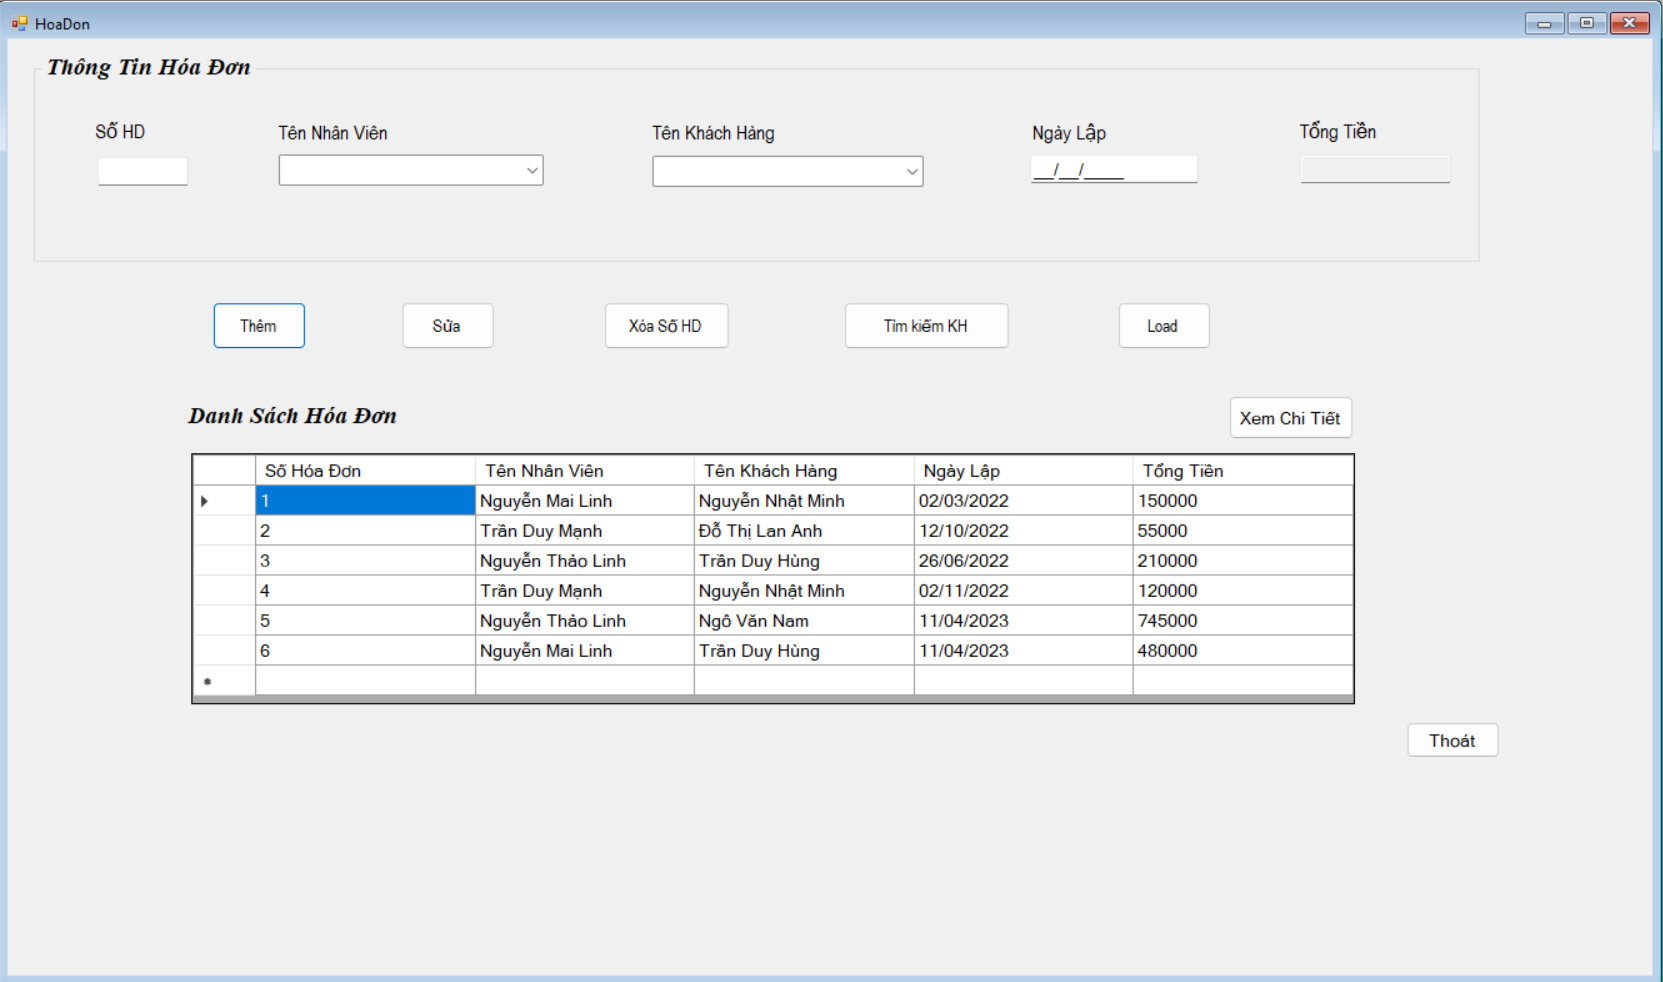 HoaDon
Thông Tin Hóa Đơn
Số HD Tên Nhân Viên Tên Khách Hàng Ngày Lập Tổng Tiền
__/__/____
Thêm Sửa Xóa Số HD Tìm kiếm KH Load
Danh Sách Hóa Đơn Xem Chi Tiết
Số Hóa Đơn Tên Nhân Viên Tên Khách Hàng Ngày Lập Tổng Tiền
1 Nguyễn Mai Linh Nguyễn Nhật Minh 02/03/2022 150000
2 Trần Duy Mạnh Đỗ Thị Lan Anh 12/10/2022 55000
3 Nguyễn Thảo Linh Trần Duy Hùng 26/06/2022 210000
4 Trần Duy Mạnh Nguyễn Nhật Minh 02/11/2022 120000
5 Nguyễn Thảo Linh Ngô Văn Nam 11/04/2023 745000
6 Nguyễn Mai Linh Trần Duy Hùng 11/04/2023 480000
Thoát